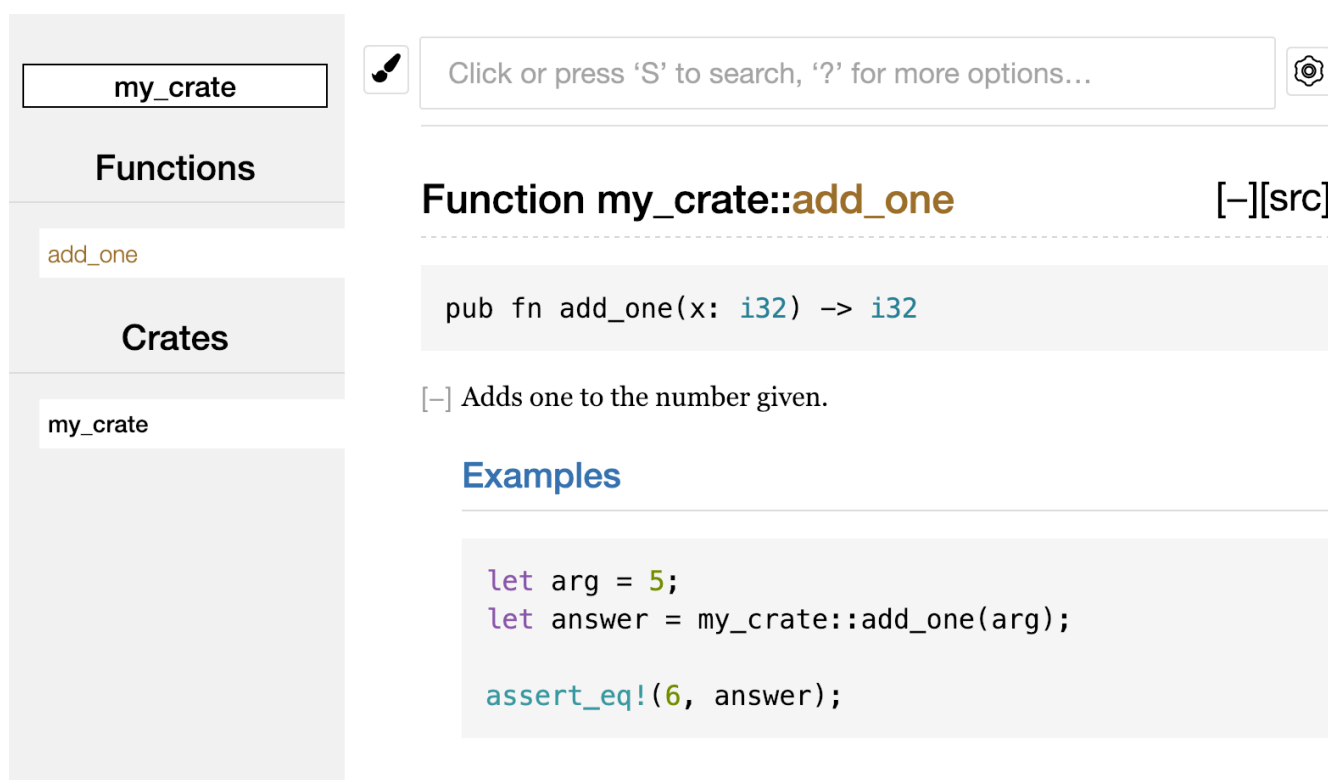 my_crate
Functions
add_one
Crates
my_crate
Click or press ‘S’ to search, ‘?’ for more options…
Function my_crate::add_one [−][src]
pub fn add_one(x: i32) -> i32
[−] Adds one to the number given.
Examples
let arg = 5;
let answer = my_crate::add_one(arg);
assert_eq!(6, answer);